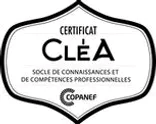 CERTIFICAT
CléA
SOCLE DE CONNAISSANCES ET
DE COMPÉTENCES PROFESSIONNELLES
COPANEF